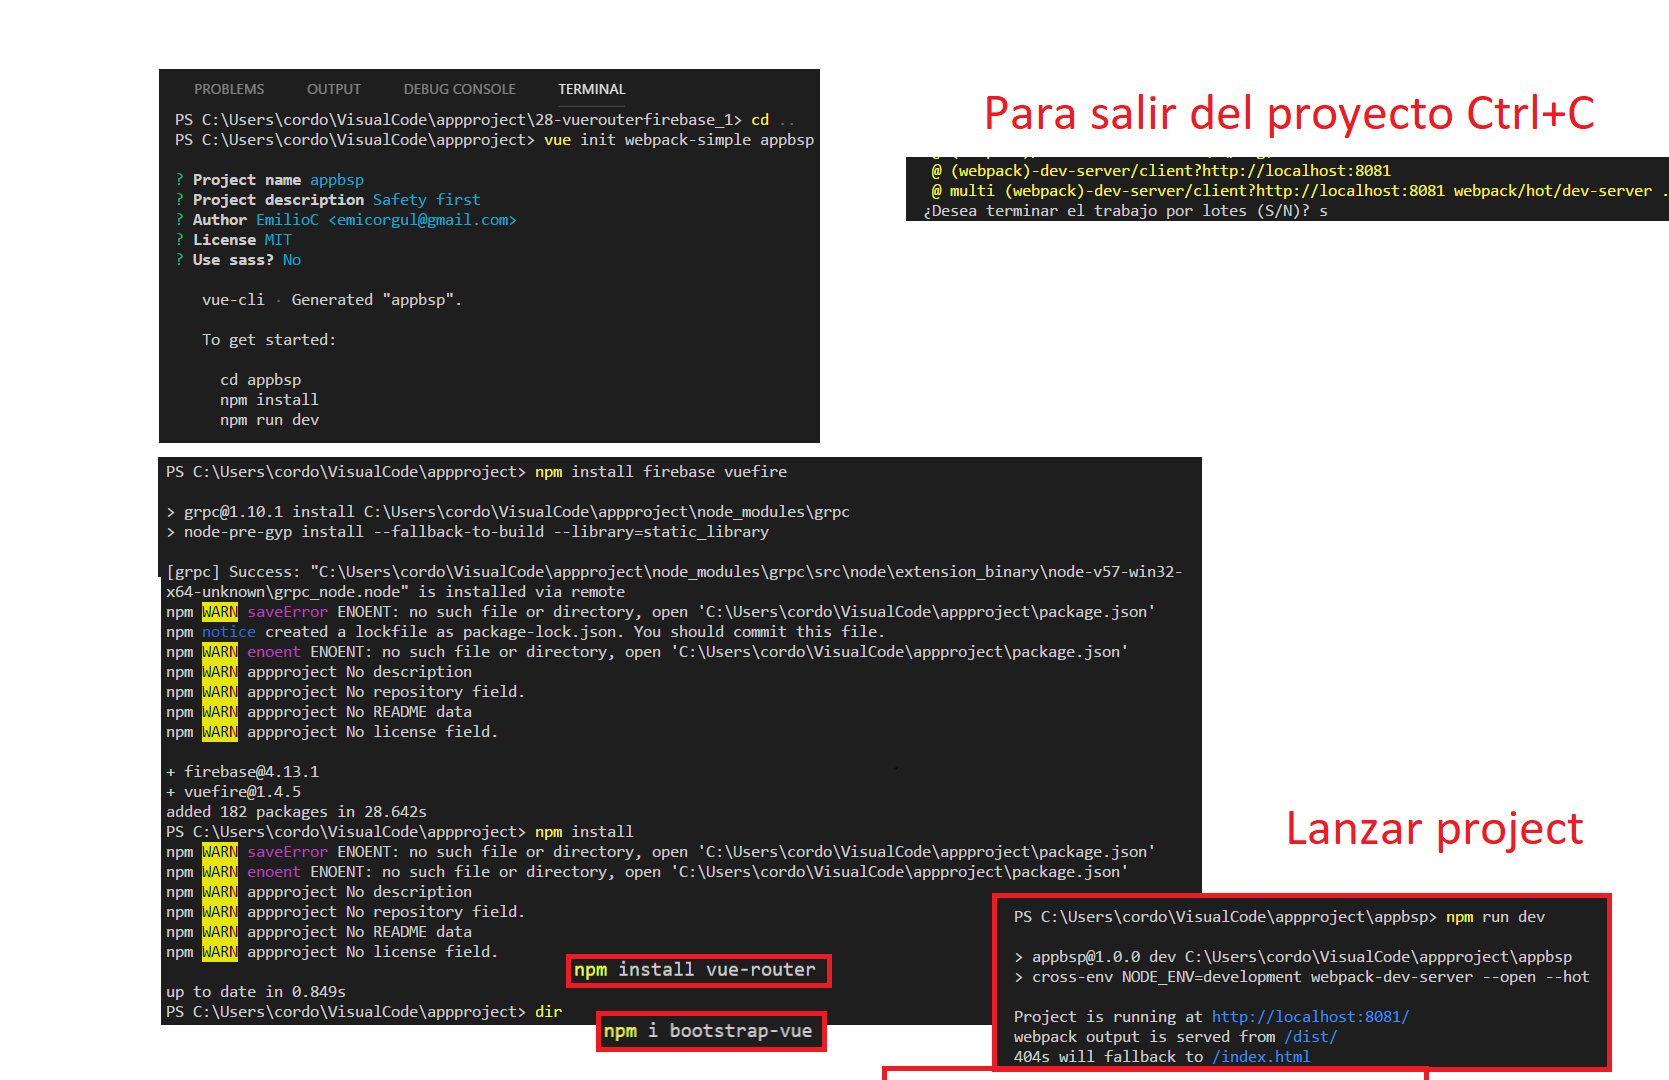 PROBLEMS OUTPUT DEBUG CONSOLE TERMINAL
PS C:\Users\cordo\VisualCode\appproject\28-vuerouterfirebase_1> cd ..
PS C:\Users\cordo\VisualCode\appproject> vue init webpack-simple appbsp
? Project name appbsp
? Project description Safety first
? Author EmilioC <emicorgul@gmail.com>
? License MIT
? Use sass? No
vue-cli · Generated "appbsp".
To get started:
cd appbsp
npm install
npm run dev
Para salir del proyecto Ctrl+C
@ (webpack)-dev-server/client?http://localhost:8081
@ multi (webpack)-dev-server/client?http://localhost:8081 webpack/hot/dev-server .
¿Desea terminar el trabajo por lotes (S/N)? s
PS C:\Users\cordo\VisualCode\appproject> npm install firebase vuefire
> grpc@1.10.1 install C:\Users\cordo\VisualCode\appproject\node_modules\grpc
> node-pre-gyp install --fallback-to-build --library=static_library
[grpc] Success: "C:\Users\cordo\VisualCode\appproject\node_modules\grpc\src\node\extension_binary\node-v57-win32-
x64-unknown\grpc_node.node" is installed via remote
npm WARN saveError ENOENT: no such file or directory, open 'C:\Users\cordo\VisualCode\appproject\package.json'
npm notice created a lockfile as package-lock.json. You should commit this file.
npm WARN enoent ENOENT: no such file or directory, open 'C:\Users\cordo\VisualCode\appproject\package.json'
npm WARN appproject No description
npm WARN appproject No repository field.
npm WARN appproject No README data
npm WARN appproject No license field.
+ firebase@4.13.1
+ vuefire@1.4.5
added 182 packages in 28.642s
PS C:\Users\cordo\VisualCode\appproject> npm install
npm WARN saveError ENOENT: no such file or directory, open 'C:\Users\cordo\VisualCode\appproject\package.json'
npm WARN enoent ENOENT: no such file or directory, open 'C:\Users\cordo\VisualCode\appproject\package.json'
npm WARN appproject No description
npm WARN appproject No repository field.
npm WARN appproject No README data
npm WARN appproject No license field.
up to date in 0.849s
PS C:\Users\cordo\VisualCode\appproject> dir
npm install vue-router
npm i bootstrap-vue
Lanzar project
PS C:\Users\cordo\VisualCode\appproject\appbsp> npm run dev
> appbsp@1.0.0 dev C:\Users\cordo\VisualCode\appproject\appbsp
> cross-env NODE_ENV=development webpack-dev-server --open --hot
Project is running at http://localhost:8081/
webpack output is served from /dist/
404s will fallback to /index.html